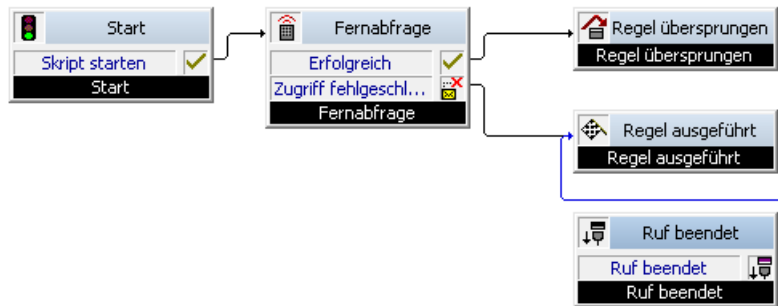 Start
Skript starten
Start
Fernabfrage
Erfolgreich
Zugriff fehlgeschl...
Fernabfrage
Regel übersprungen
Regel übersprungen
Regel ausgeführt
Regel ausgeführt
Ruf beendet
Ruf beendet
Ruf beendet